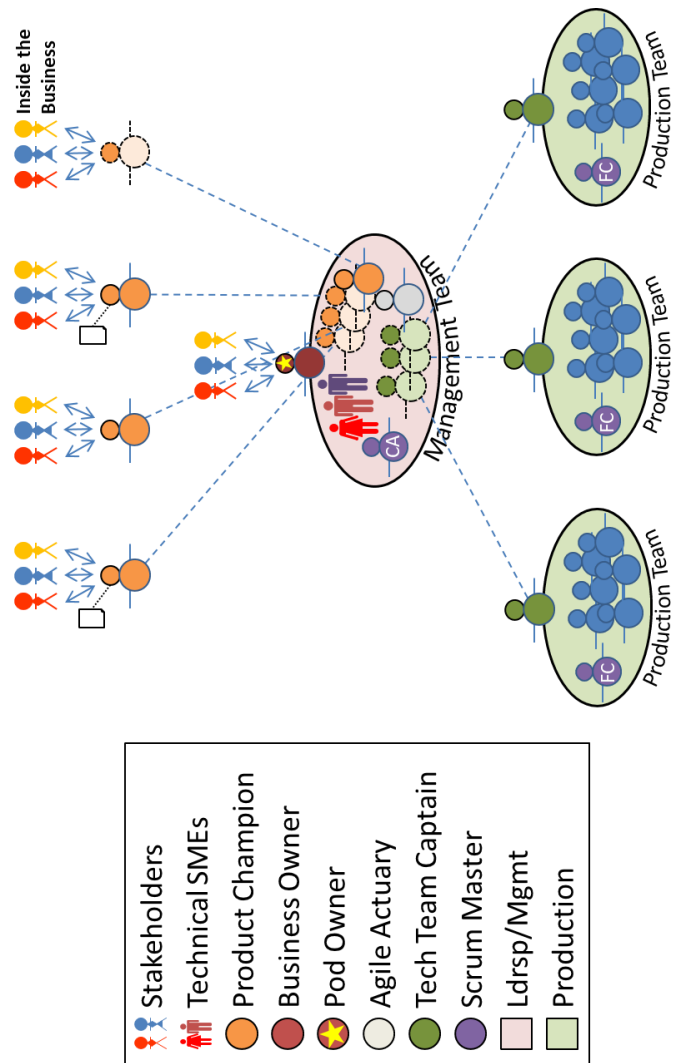 Inside the
Business
Management Team
CA
FC
Production Team
FC
Production Team
FC
Production Team
Stakeholders
Technical SMEs
Product Champion
Business Owner
Pod Owner
Agile Actuary
Tech Team Captain
Scrum Master
Ldrsp/Mgmt
Production